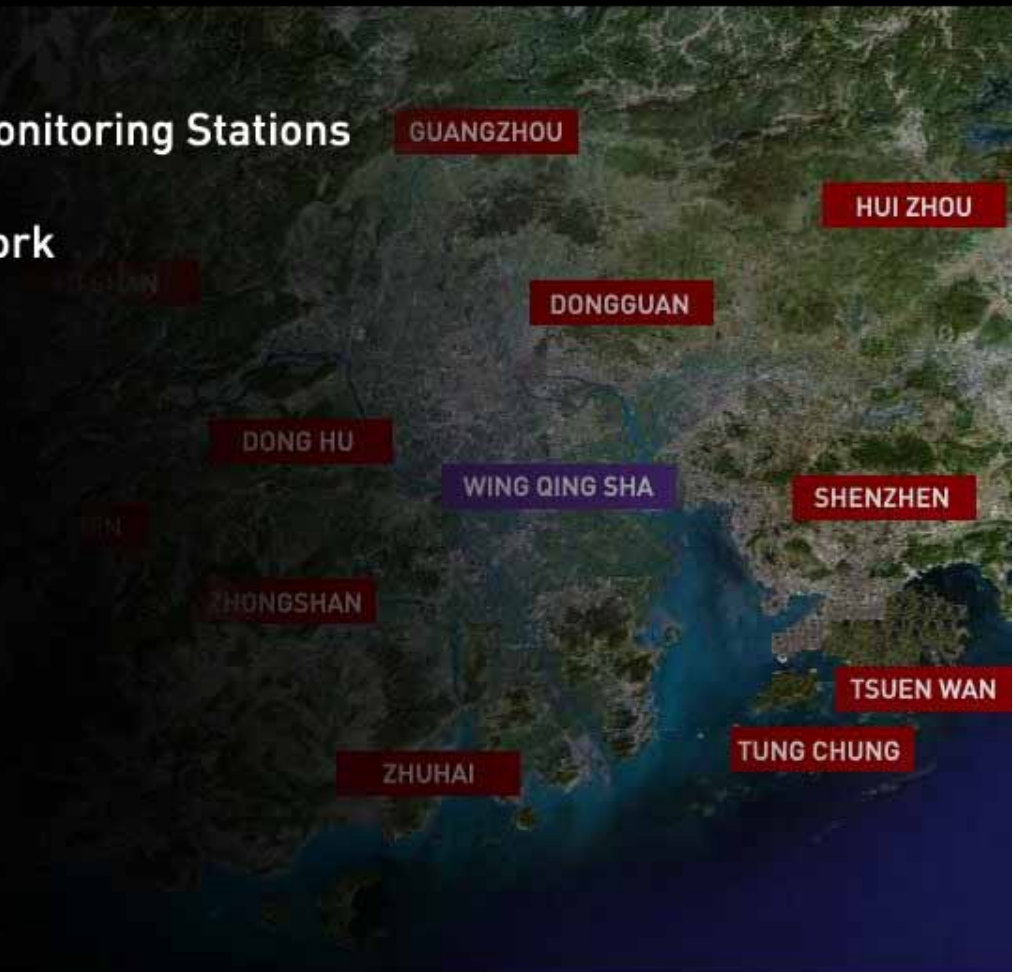 onitoring Stations
GUANGZHOU
HUI ZHOU
ork
DONGGUAN
DONG HU
WING QING SHA
SHENZHEN
ZHONGSHAN
TSUEN WAN
TUNG CHUNG
ZHUHAI